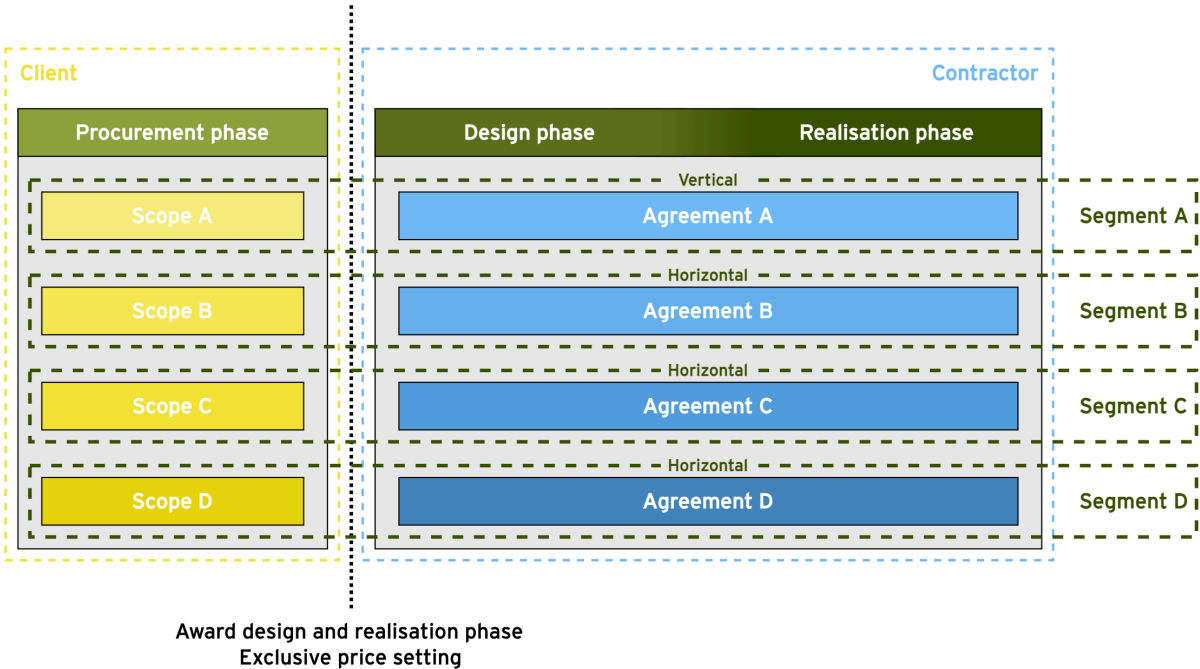 Client
Contractor
Procurement phase
Design phase
Realisation phase
Vertical
Scope A
Agreement A
Segment A
Horizontal
Scope B
Agreement B
Segment B
Horizontal
Scope C
Agreement C
Segment C
Horizontal
Scope D
Agreement D
Segment D
Award design and realisation phase
Exclusive price setting